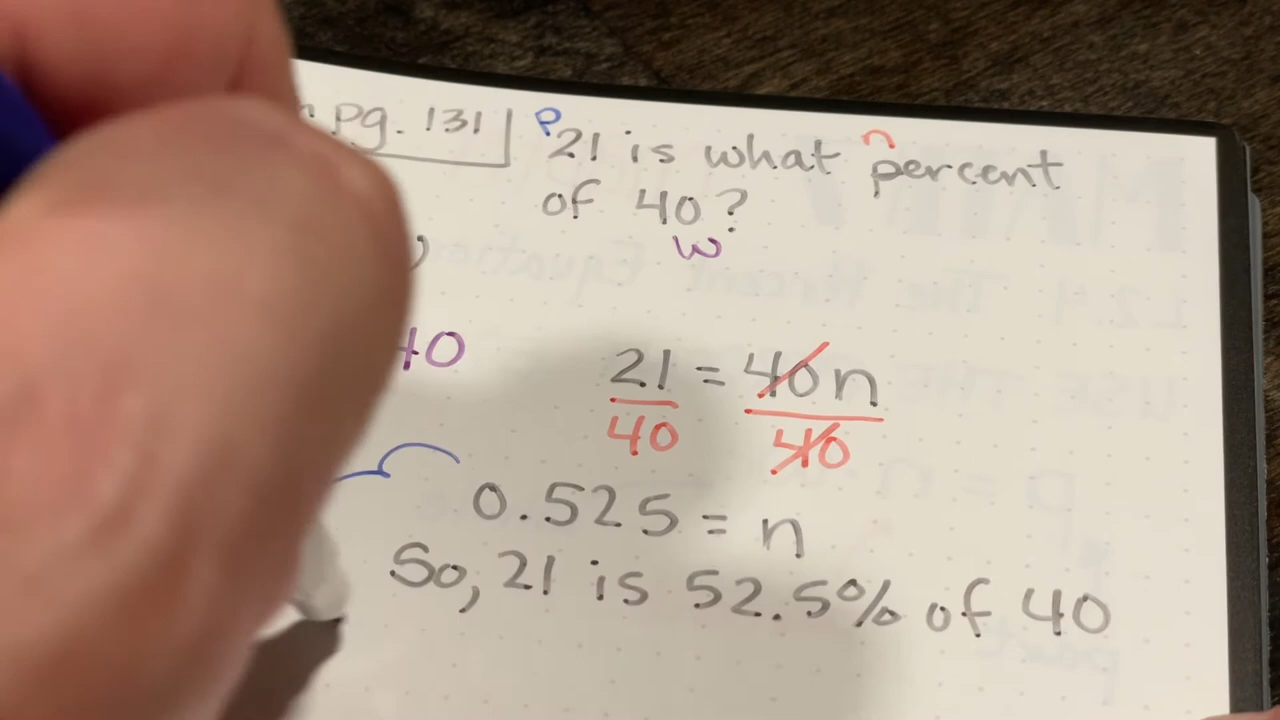 pg. 131
P
21 is what percent
n
of 40?
w
40
21 = 40n
40 40
0.525 = n
So, 21 is 52.5% of 40